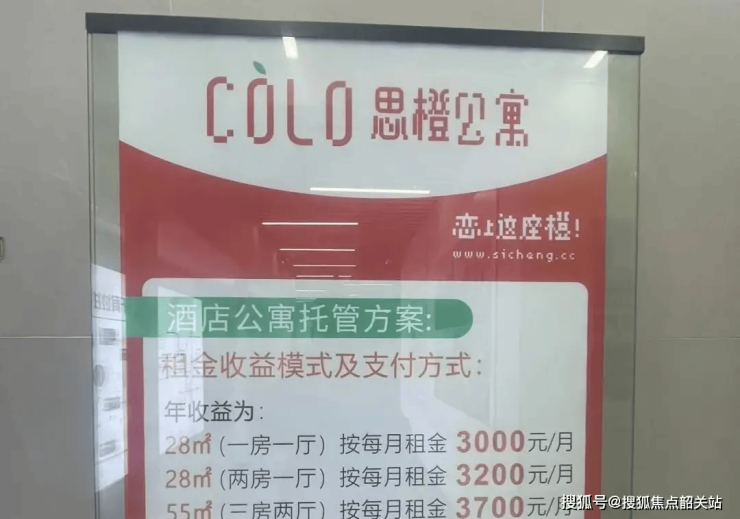 COLO 思橙公寓
恋上这座橙!
www.sicheng.cc
酒店公寓托管方案:
租金收益模式及支付方式:
年收益为:
28㎡(一房一厅)按每月租金 3000元/月
28㎡(两房一厅)按每月租金 3200元/月
55㎡(三房两厅)按每月租金 3700元/月
搜狐号@搜狐焦点韶关站